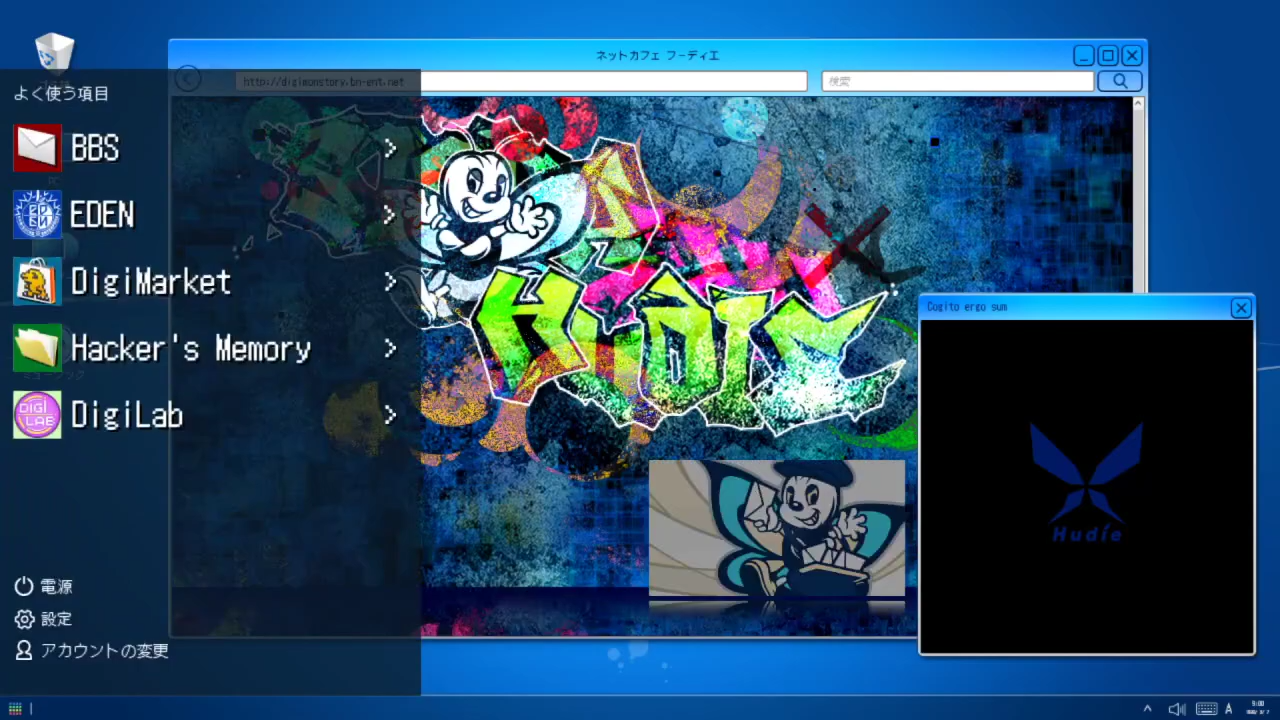 ネットカフェ フーディエ
http://digimonstory.bn-ent.net
検索
よく使う項目
BBS
EDEN
DigiMarket
Hacker's Memory
DigiLab
電源
設定
アカウントの変更
HUDIE
Cogito ergo sum
Hudie
A